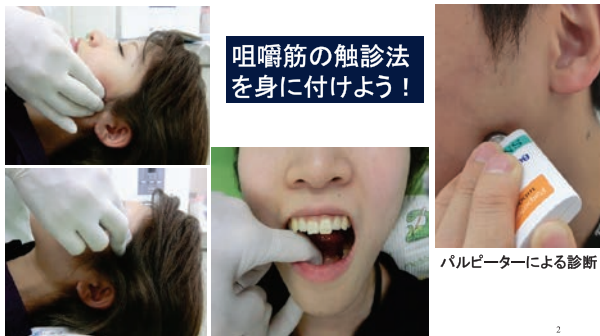 咀嚼筋の触診法
を身に付けよう！
パルピーターによる診断
2